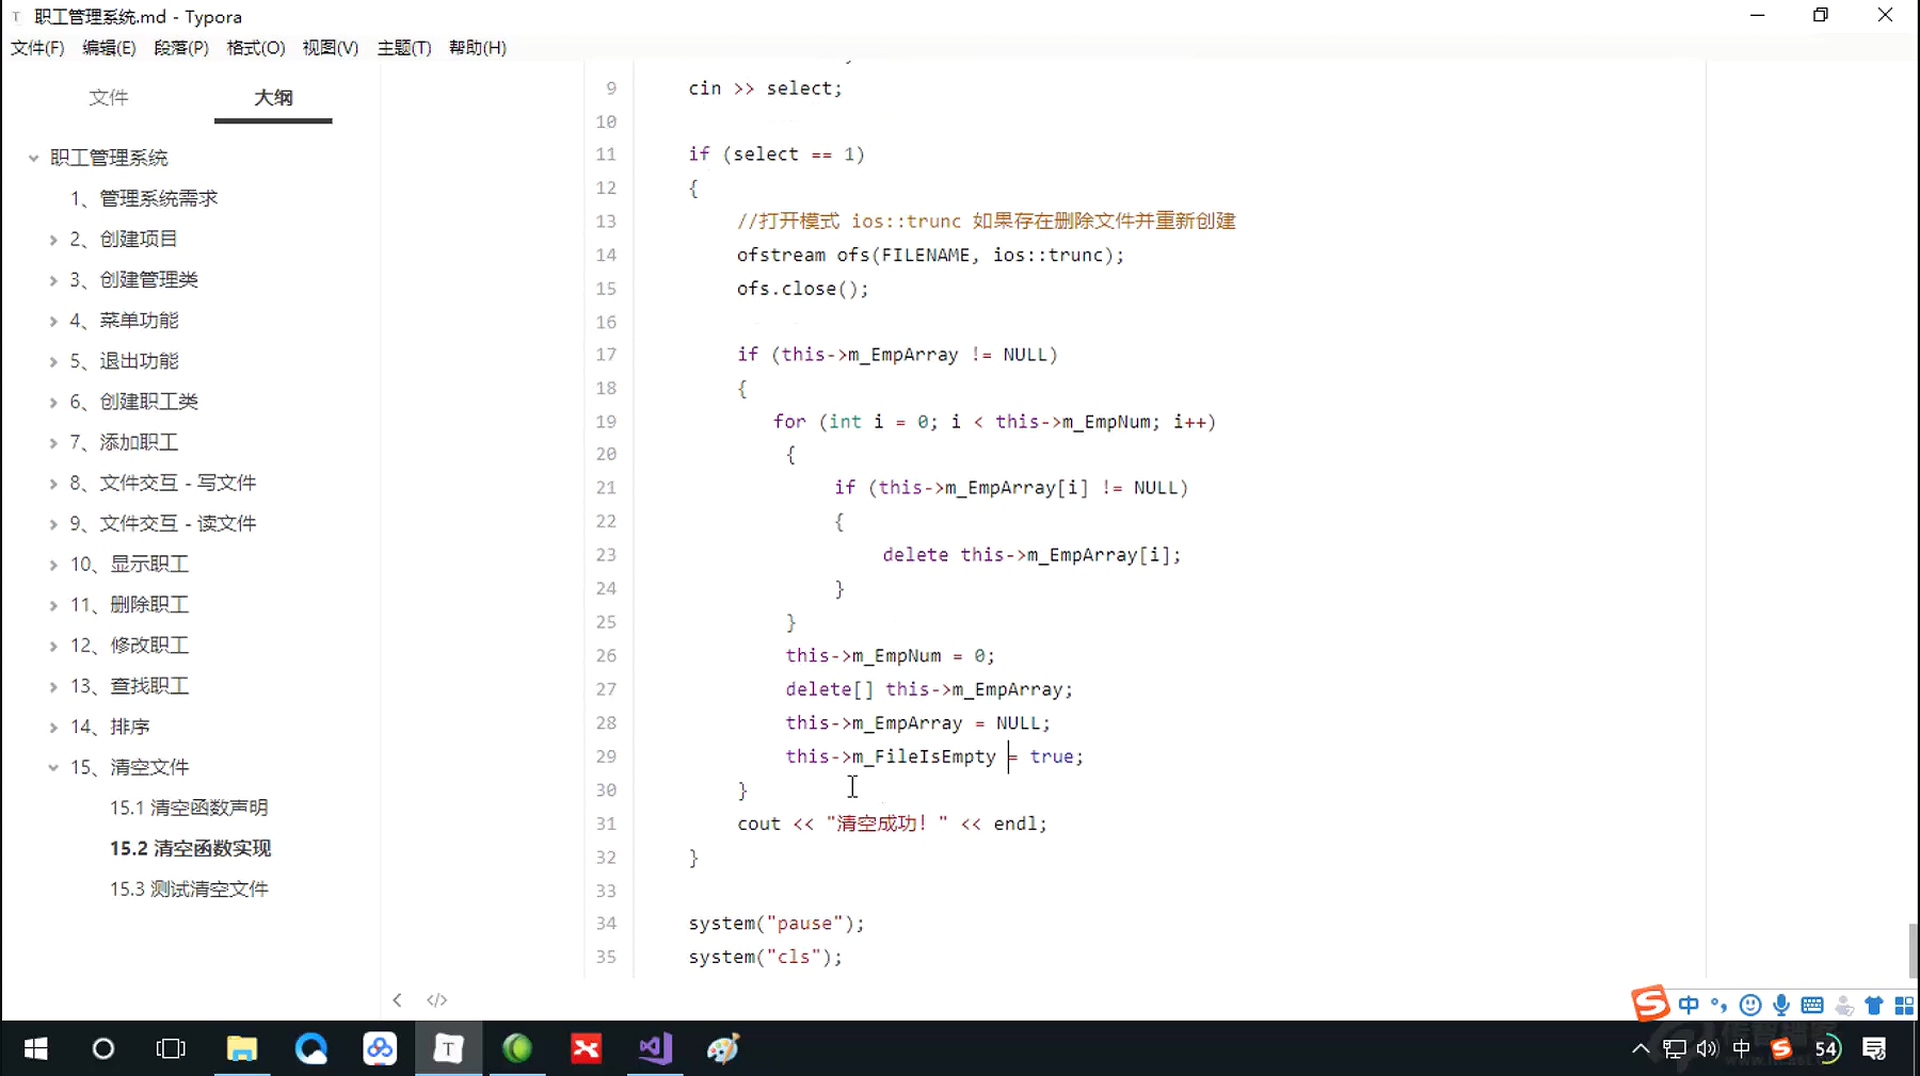 职工管理系统.md - Typora
文件(F) 编辑(E) 段落(P) 格式(O) 视图(V) 主题(T) 帮助(H)
文件 大纲
职工管理系统
1、管理系统需求
2、创建项目
3、创建管理类
4、菜单功能
5、退出功能
6、创建职工类
7、添加职工
8、文件交互 - 写文件
9、文件交互 - 读文件
10、显示职工
11、删除职工
12、修改职工
13、查找职工
14、排序
15、清空文件
15.1 清空函数声明
15.2 清空函数实现
15.3 测试清空文件
9 cin >> select;
10
11 if (select == 1)
12 {
13 //打开模式 ios::trunc 如果存在删除文件并重新创建
14 ofstream ofs(FILENAME, ios::trunc);
15 ofs.close();
16
17 if (this->m_EmpArray != NULL)
18 {
19 for (int i = 0; i < this->m_EmpNum; i++)
20 {
21 if (this->m_EmpArray[i] != NULL)
22 {
23 delete this->m_EmpArray[i];
24 }
25 }
26 this->m_EmpNum = 0;
27 delete[] this->m_EmpArray;
28 this->m_EmpArray = NULL;
29 this->m_FileIsEmpty = true;
30 }
31 cout << "清空成功！" << endl;
32 }
33
34 system("pause");
35 system("cls");
</> 
中
中 54